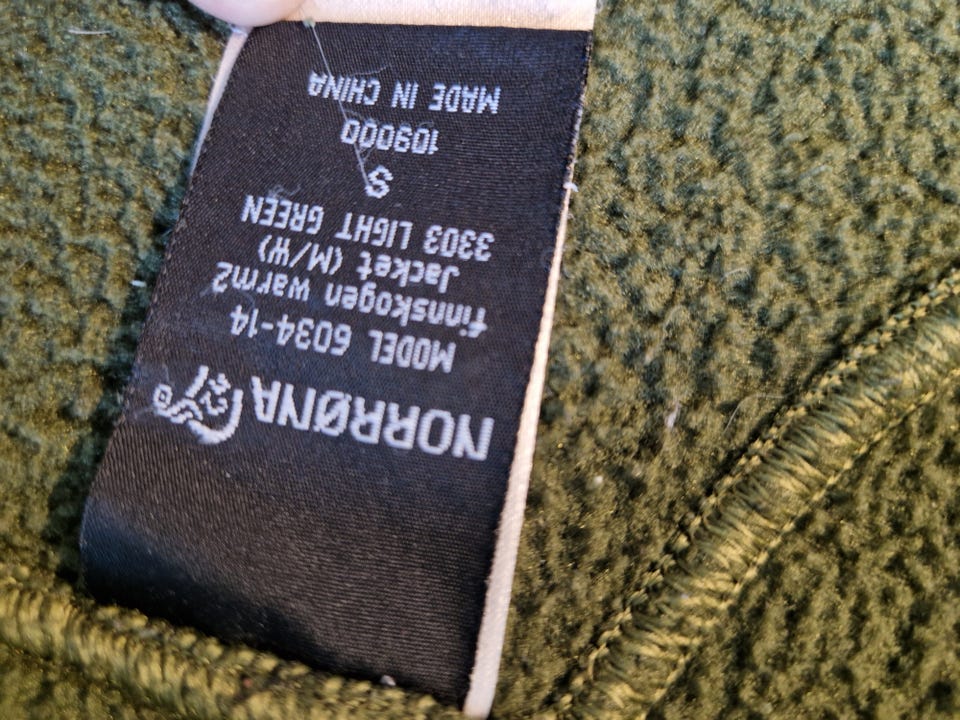 NORRØNA
MODEL 6034-14
finnskogen warm2
Jacket (M/W)
3303 LIGHT GREEN
S
109000
MADE IN CHINA